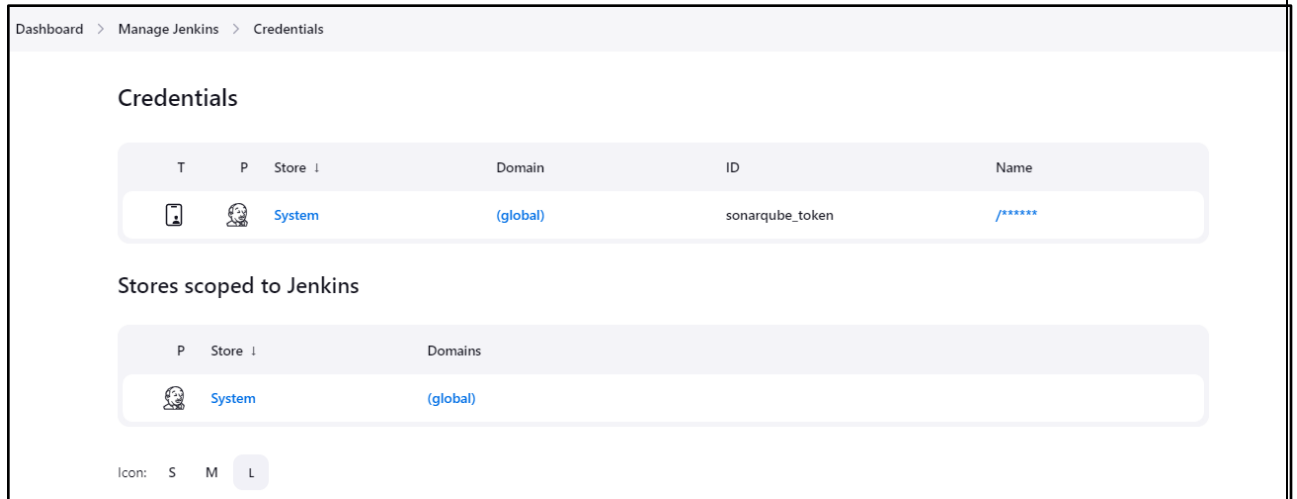 Dashboard > Manage Jenkins > Credentials
Credentials
T P Store ↓ Domain ID Name
System (global) sonarqube_token /******
Stores scoped to Jenkins
P Store ↓ Domains
System (global)
Icon: S M L